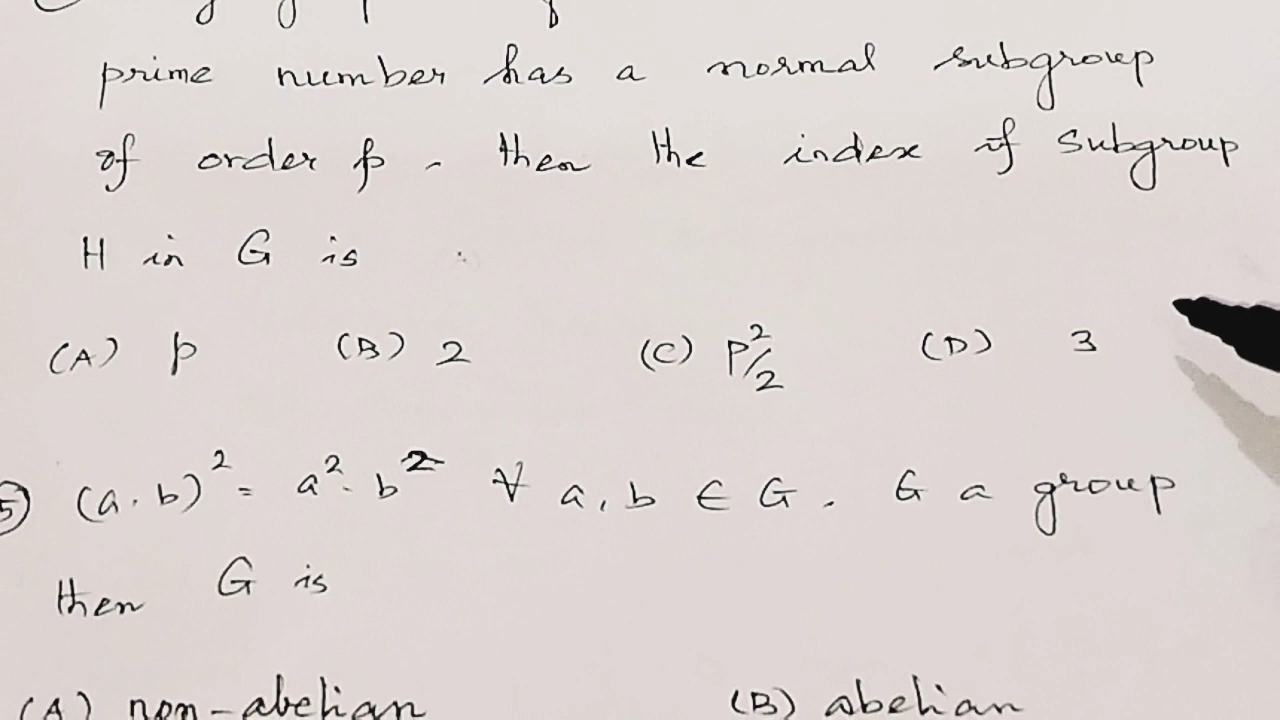 prime number has a normal subgroup
of order p. then the index of subgroup
H in G is
(A) p (B) 2 (C) P²/2 (D) 3
5) (a.b)² = a².b² ∀ a, b ∈ G. G a group
then G is
(A) non-abelian (B) abelian